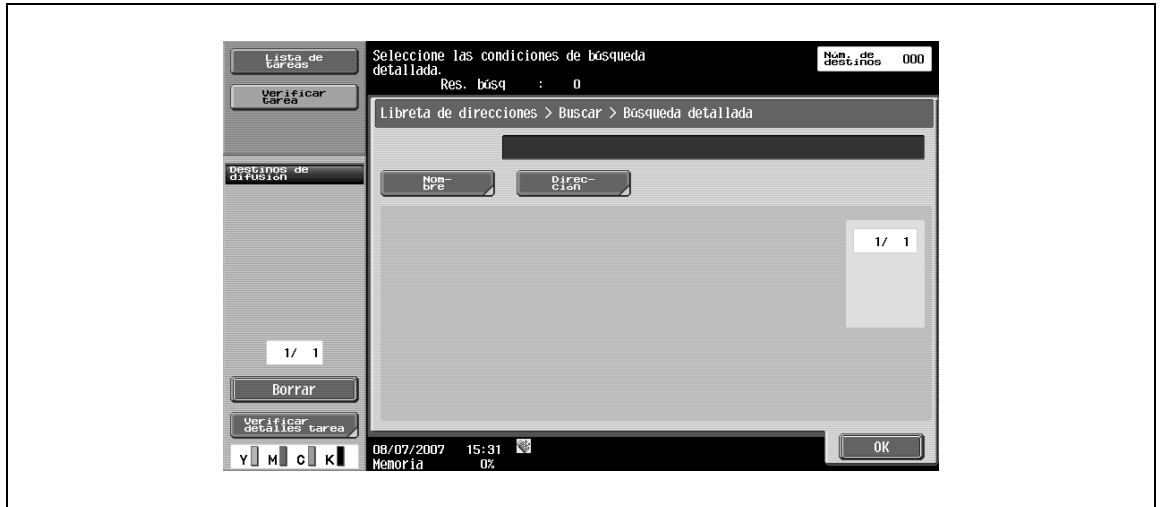 Lista de
tareas
Verificar
tarea
Destinos de
difusión
1/ 1
Borrar
Verificar
detalles tarea
Y M C K
Seleccione las condiciones de búsqueda
detallada.
Res. búsq : 0
Núm. de
destinos 000
Libreta de direcciones > Buscar > Búsqueda detallada
Nom-
bre
Direc-
ción
1/ 1
OK
08/07/2007 15:31
Memoria 0%